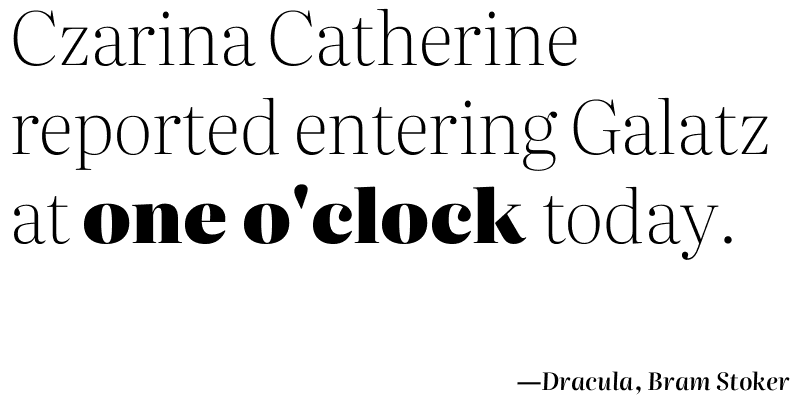 Czarina Catherine
reported entering Galatz
at one o'clock today.
—Dracula, Bram Stoker